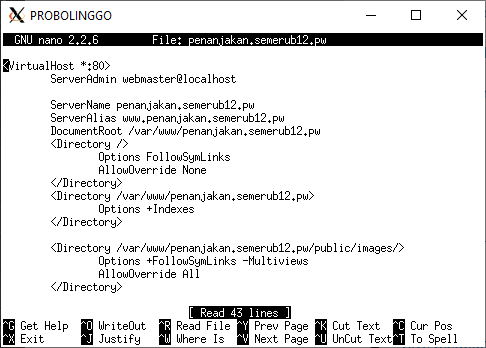 PROBOLINGGO
GNU nano 2.2.6 File: penanjakan.semerub12.pw
<VirtualHost *:80>
ServerAdmin webmaster@localhost
ServerName penanjakan.semerub12.pw
ServerAlias www.penanjakan.semerub12.pw
DocumentRoot /var/www/penanjakan.semerub12.pw
<Directory />
Options FollowSymLinks
AllowOverride None
</Directory>
<Directory /var/www/penanjakan.semerub12.pw>
Options +Indexes
</Directory>
<Directory /var/www/penanjakan.semerub12.pw/public/images/>
Options +FollowSymLinks -Multiviews
AllowOverride All
</Directory>
[ Read 43 lines ]
^G Get Help ^O WriteOut ^R Read File ^Y Prev Page ^K Cut Text ^C Cur Pos
^X Exit ^J Justify ^W Where Is ^V Next Page ^U UnCut Text ^T To Spell